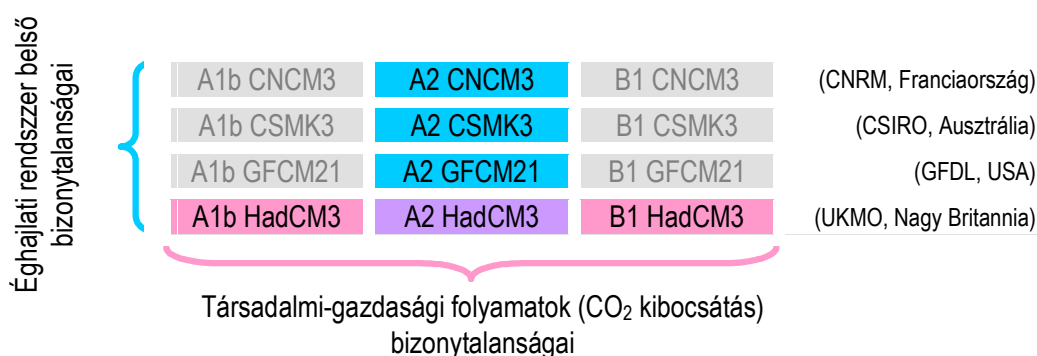 Éghajlati rendszzer belső
bizonytalanságai
A1b CNCM3 A2 CNCM3 B1 CNCM3 (CNRM, Franciaország)
A1b CSMK3 A2 CSMK3 B1 CSMK3 (CSIRO, Ausztrália)
A1b GFCM21 A2 GFCM21 B1 GFCM21 (GFDL, USA)
A1b HadCM3 A2 HadCM3 B1 HadCM3 (UKMO, Nagy Britannia)
Társadalmi-gazdasági folyamatok (CO₂ kibocsátás)
bizonytalanságai